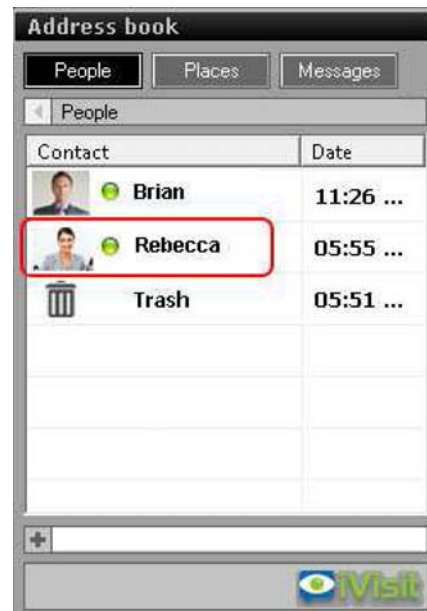 Address book
People Places Messages
People
Contact Date
Brian 11:26 ...
Rebecca 05:55 ...
Trash 05:51 ...
iVisit